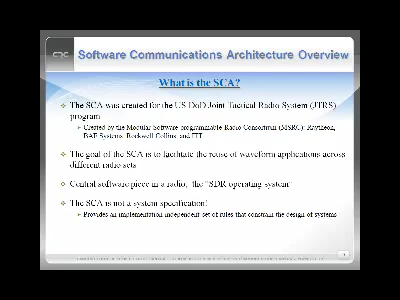 CRC
Software Communications Architecture Overview
What is the SCA?
The SCA was created for the US DoD Joint Tactical Radio System (JTRS)
program
Created by the Modular Software-programmable Radio Consortium (MSRC): Raytheon,
BAE Systems, Rockwell Collins, and ITT
The goal of the SCA is to facilitate the reuse of waveform applications across
different radio sets
Central software piece in a radio, the "SDR operating system"
The SCA is not a system specification!
Provides an implementation independent set of rules that constrain the design of systems